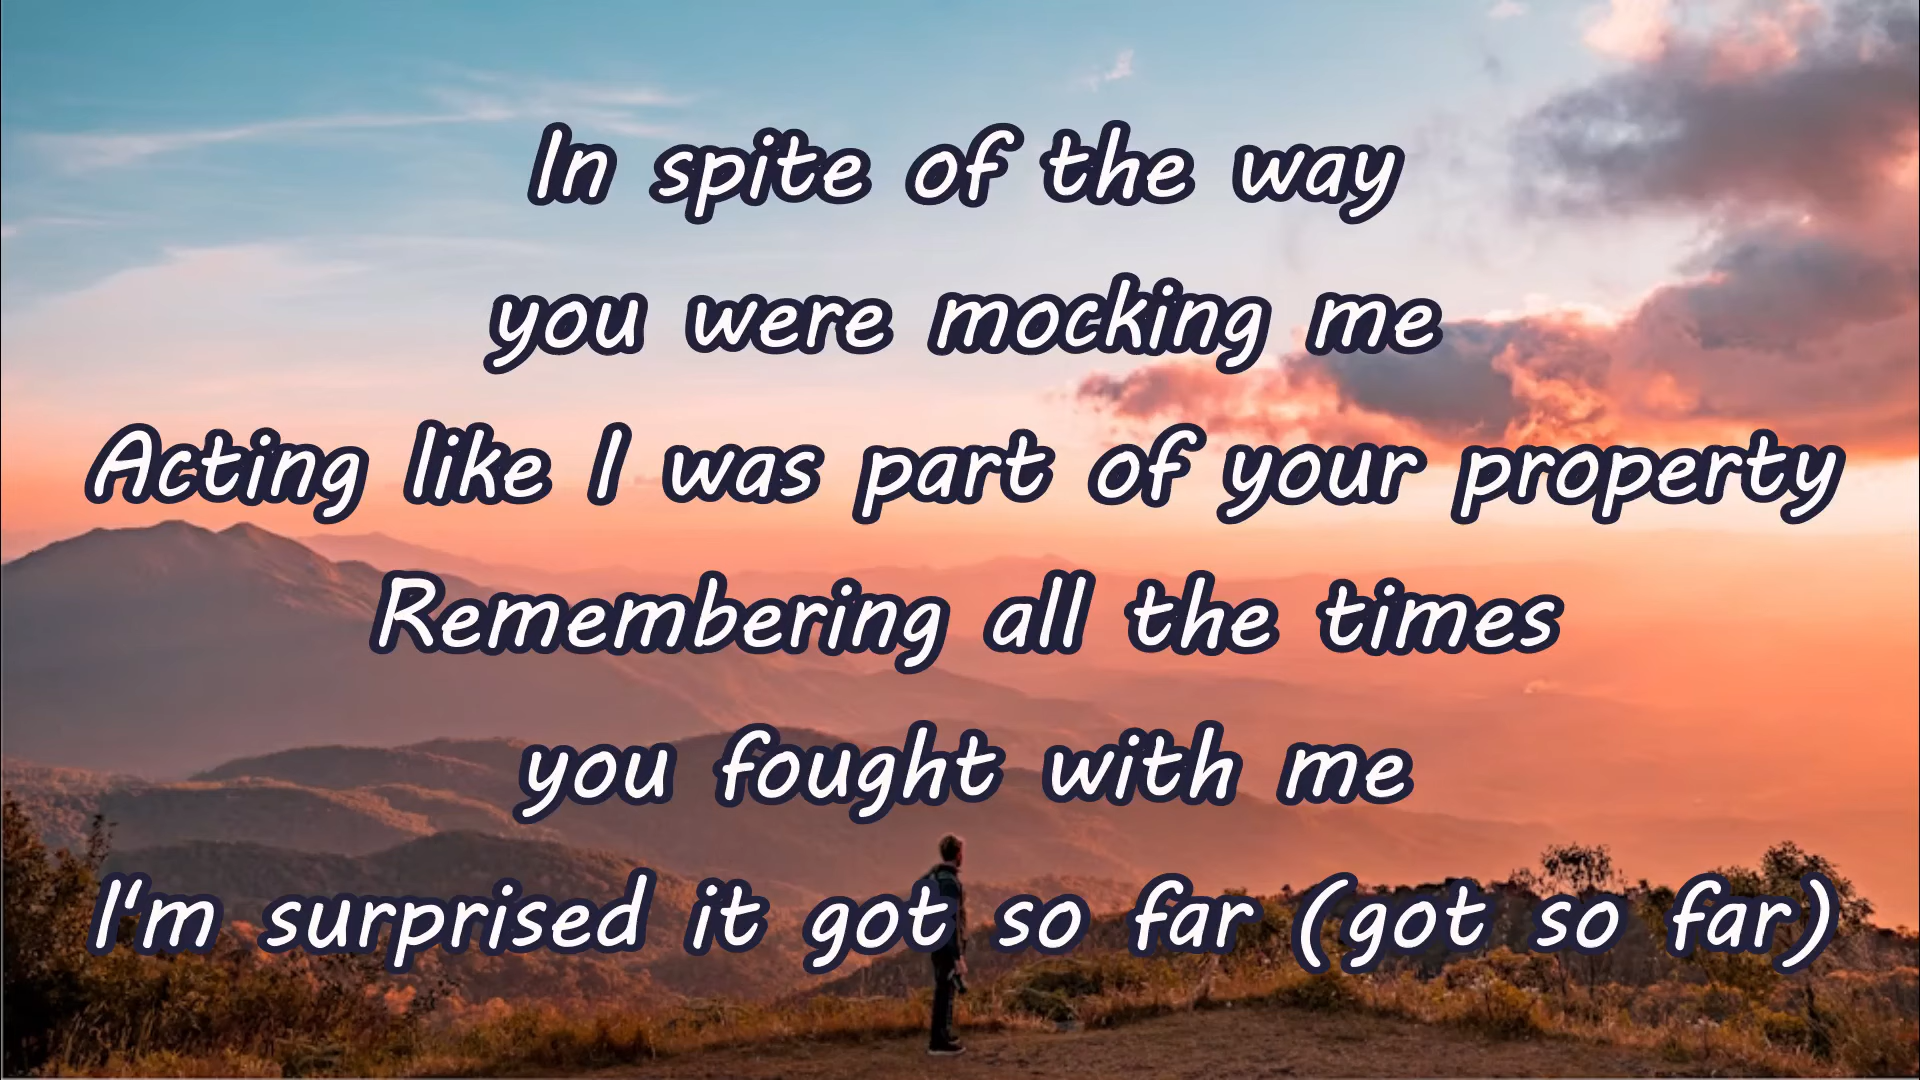 In spite of the way
you were mocking me
Acting like I was part of your property
Remembering all the times
you fought with me
I'm surprised it got so far (got so far)